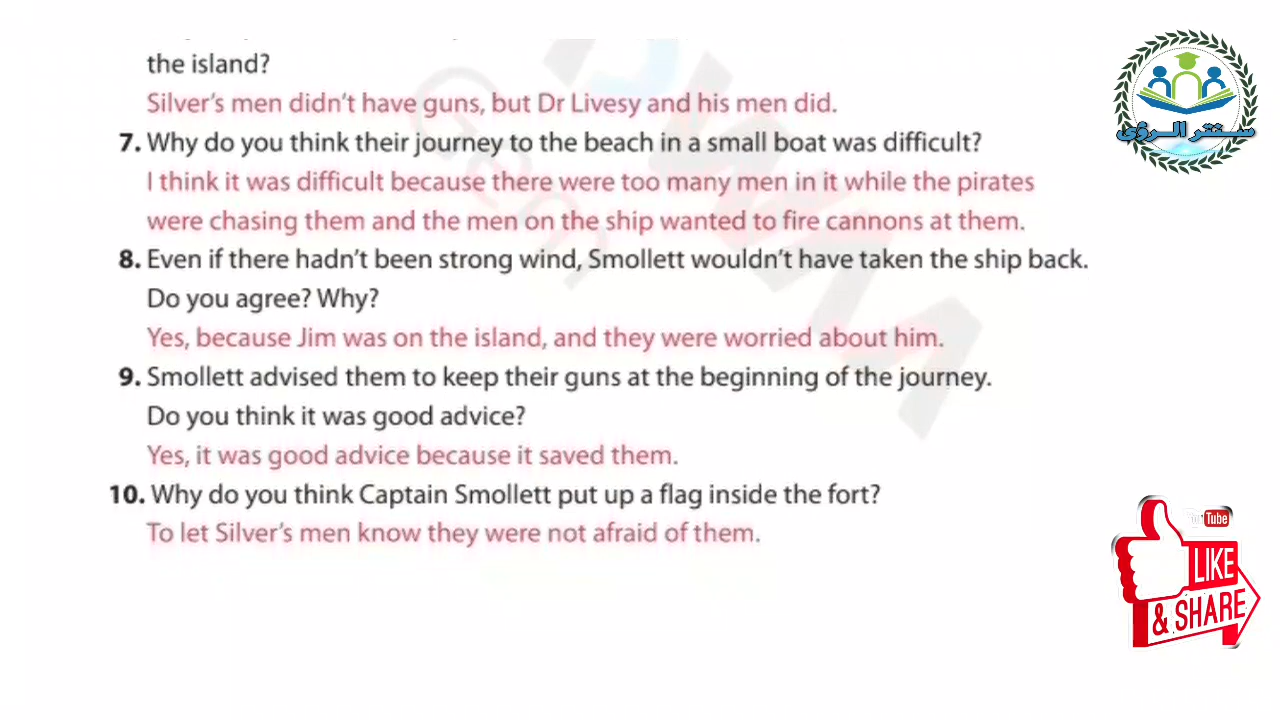 the island?
Silver's men didn't have guns, but Dr Livesy and his men did.
7. Why do you think their journey to the beach in a small boat was difficult?
I think it was difficult because there were too many men in it while the pirates
were chasing them and the men on the ship wanted to fire cannons at them.
8. Even if there hadn't been strong wind, Smollett wouldn't have taken the ship back.
Do you agree? Why?
Yes, because Jim was on the island, and they were worried about him.
9. Smollett advised them to keep their guns at the beginning of the journey.
Do you think it was good advice?
Yes, it was good advice because it saved them.
10. Why do you think Captain Smollett put up a flag inside the fort?
To let Silver's men know they were not afraid of them.
سنتر الرؤى
YouTube
LIKE
& SHARE